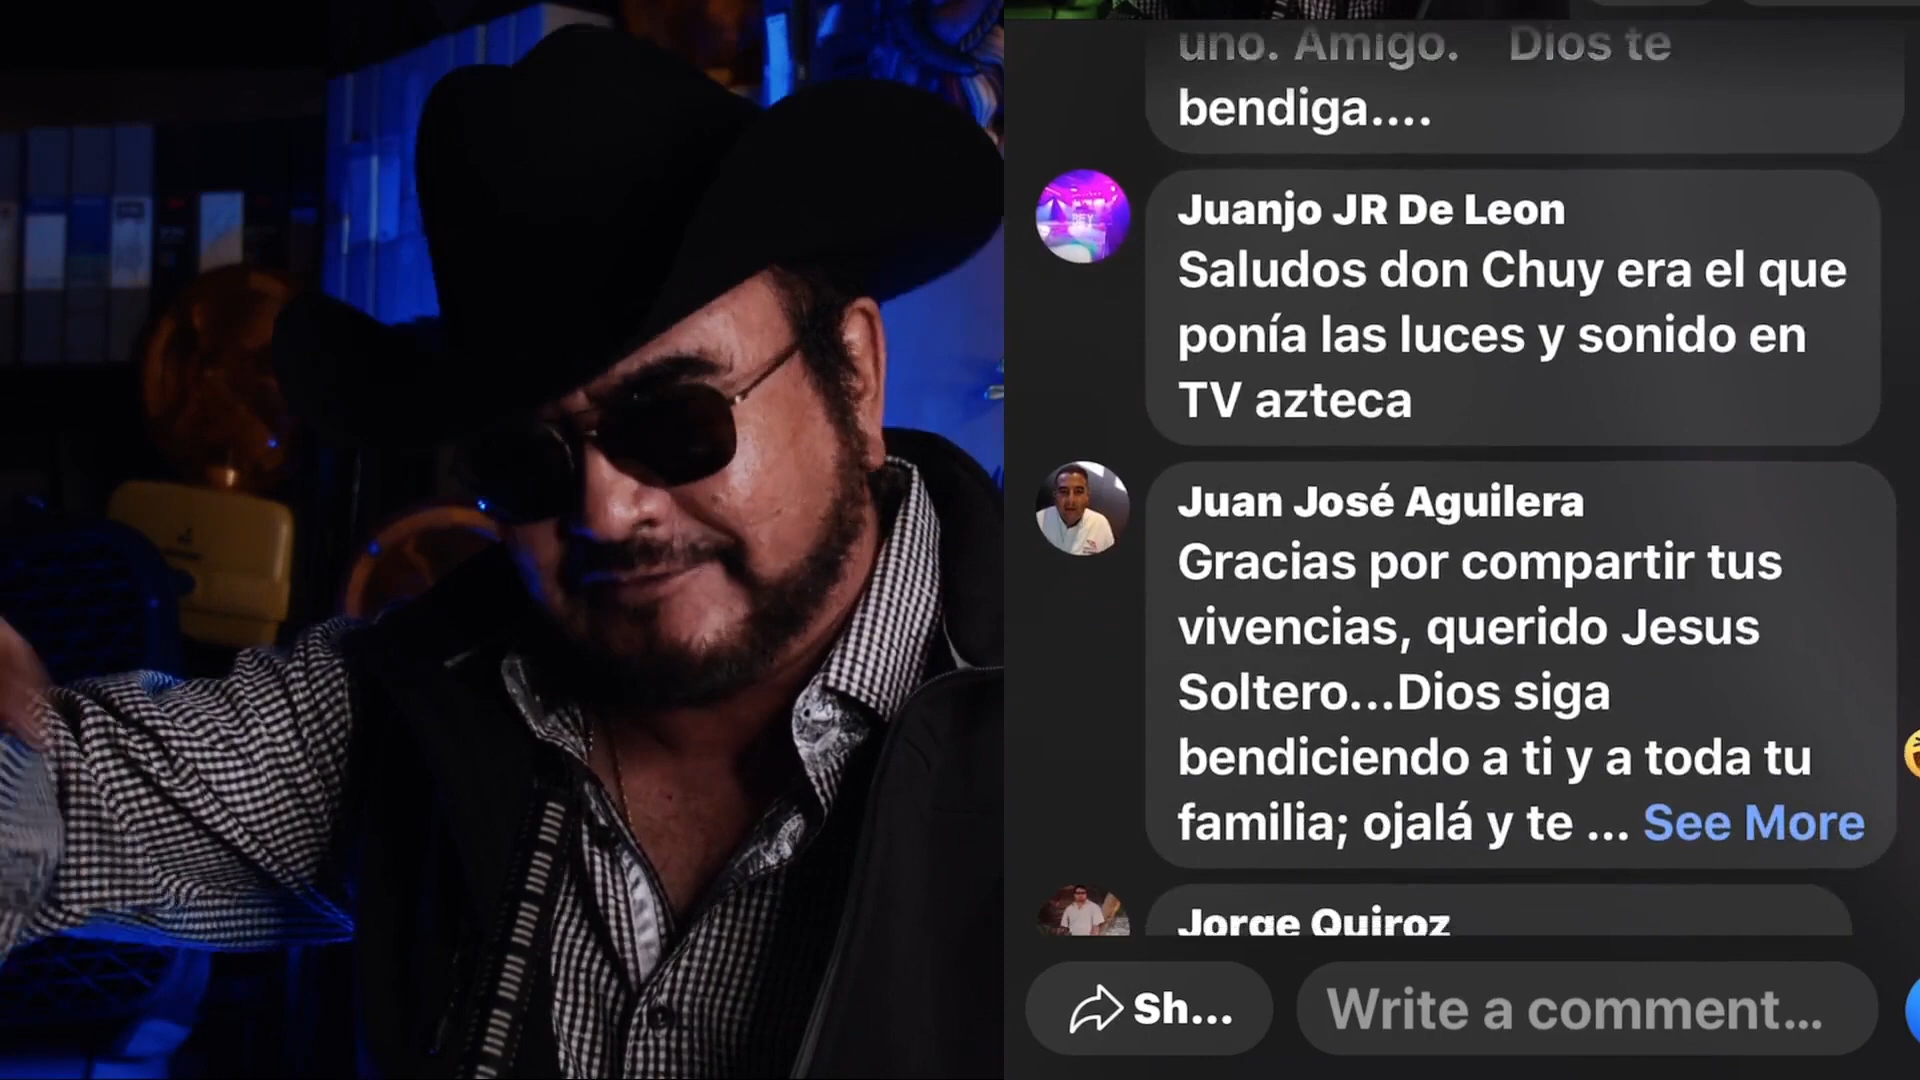 uno. Amigo. Dios te
bendiga....
Juanjo JR De Leon
Saludos don Chuy era el que
ponía las luces y sonido en
TV azteca
Juan José Aguilera
Gracias por compartir tus
vivencias, querido Jesus
Soltero...Dios siga
bendiciendo a ti y a toda tu
familia; ojalá y te ... See More
Jorge Quiroz
Sh...
Write a comment...